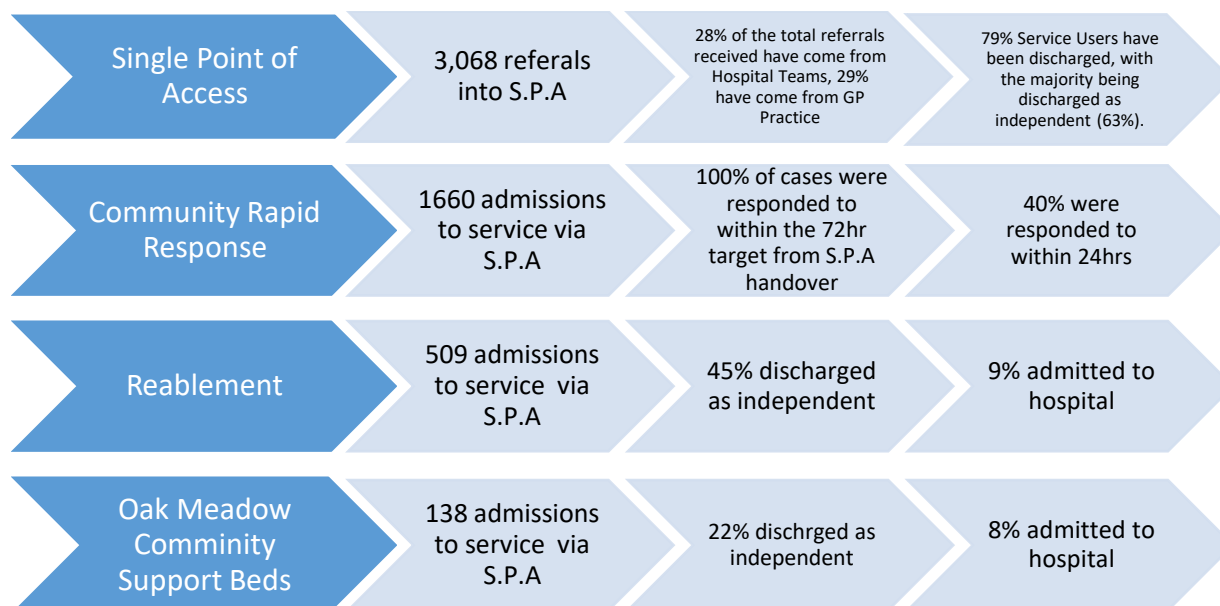 Single Point of
Access
3,068 referals
into S.P.A
28% of the total referrals
received have come from
Hospital Teams, 29%
have come from GP
Practice
79% Service Users have
been discharged, with
the majority being
discharged as
independent (63%).
Community Rapid
Response
1660 admissions
to service via
S.P.A
100% of cases were
responded to
within the 72hr
target from S.P.A
handover
40% were
responded to
within 24hrs
Reablement
509 admissions
to service via
S.P.A
45% discharged
as independent
9% admitted to
hospital
Oak Meadow
Comminity
Support Beds
138 admissions
to service via
S.P.A
22% dischrged as
independent
8% admitted to
hospital